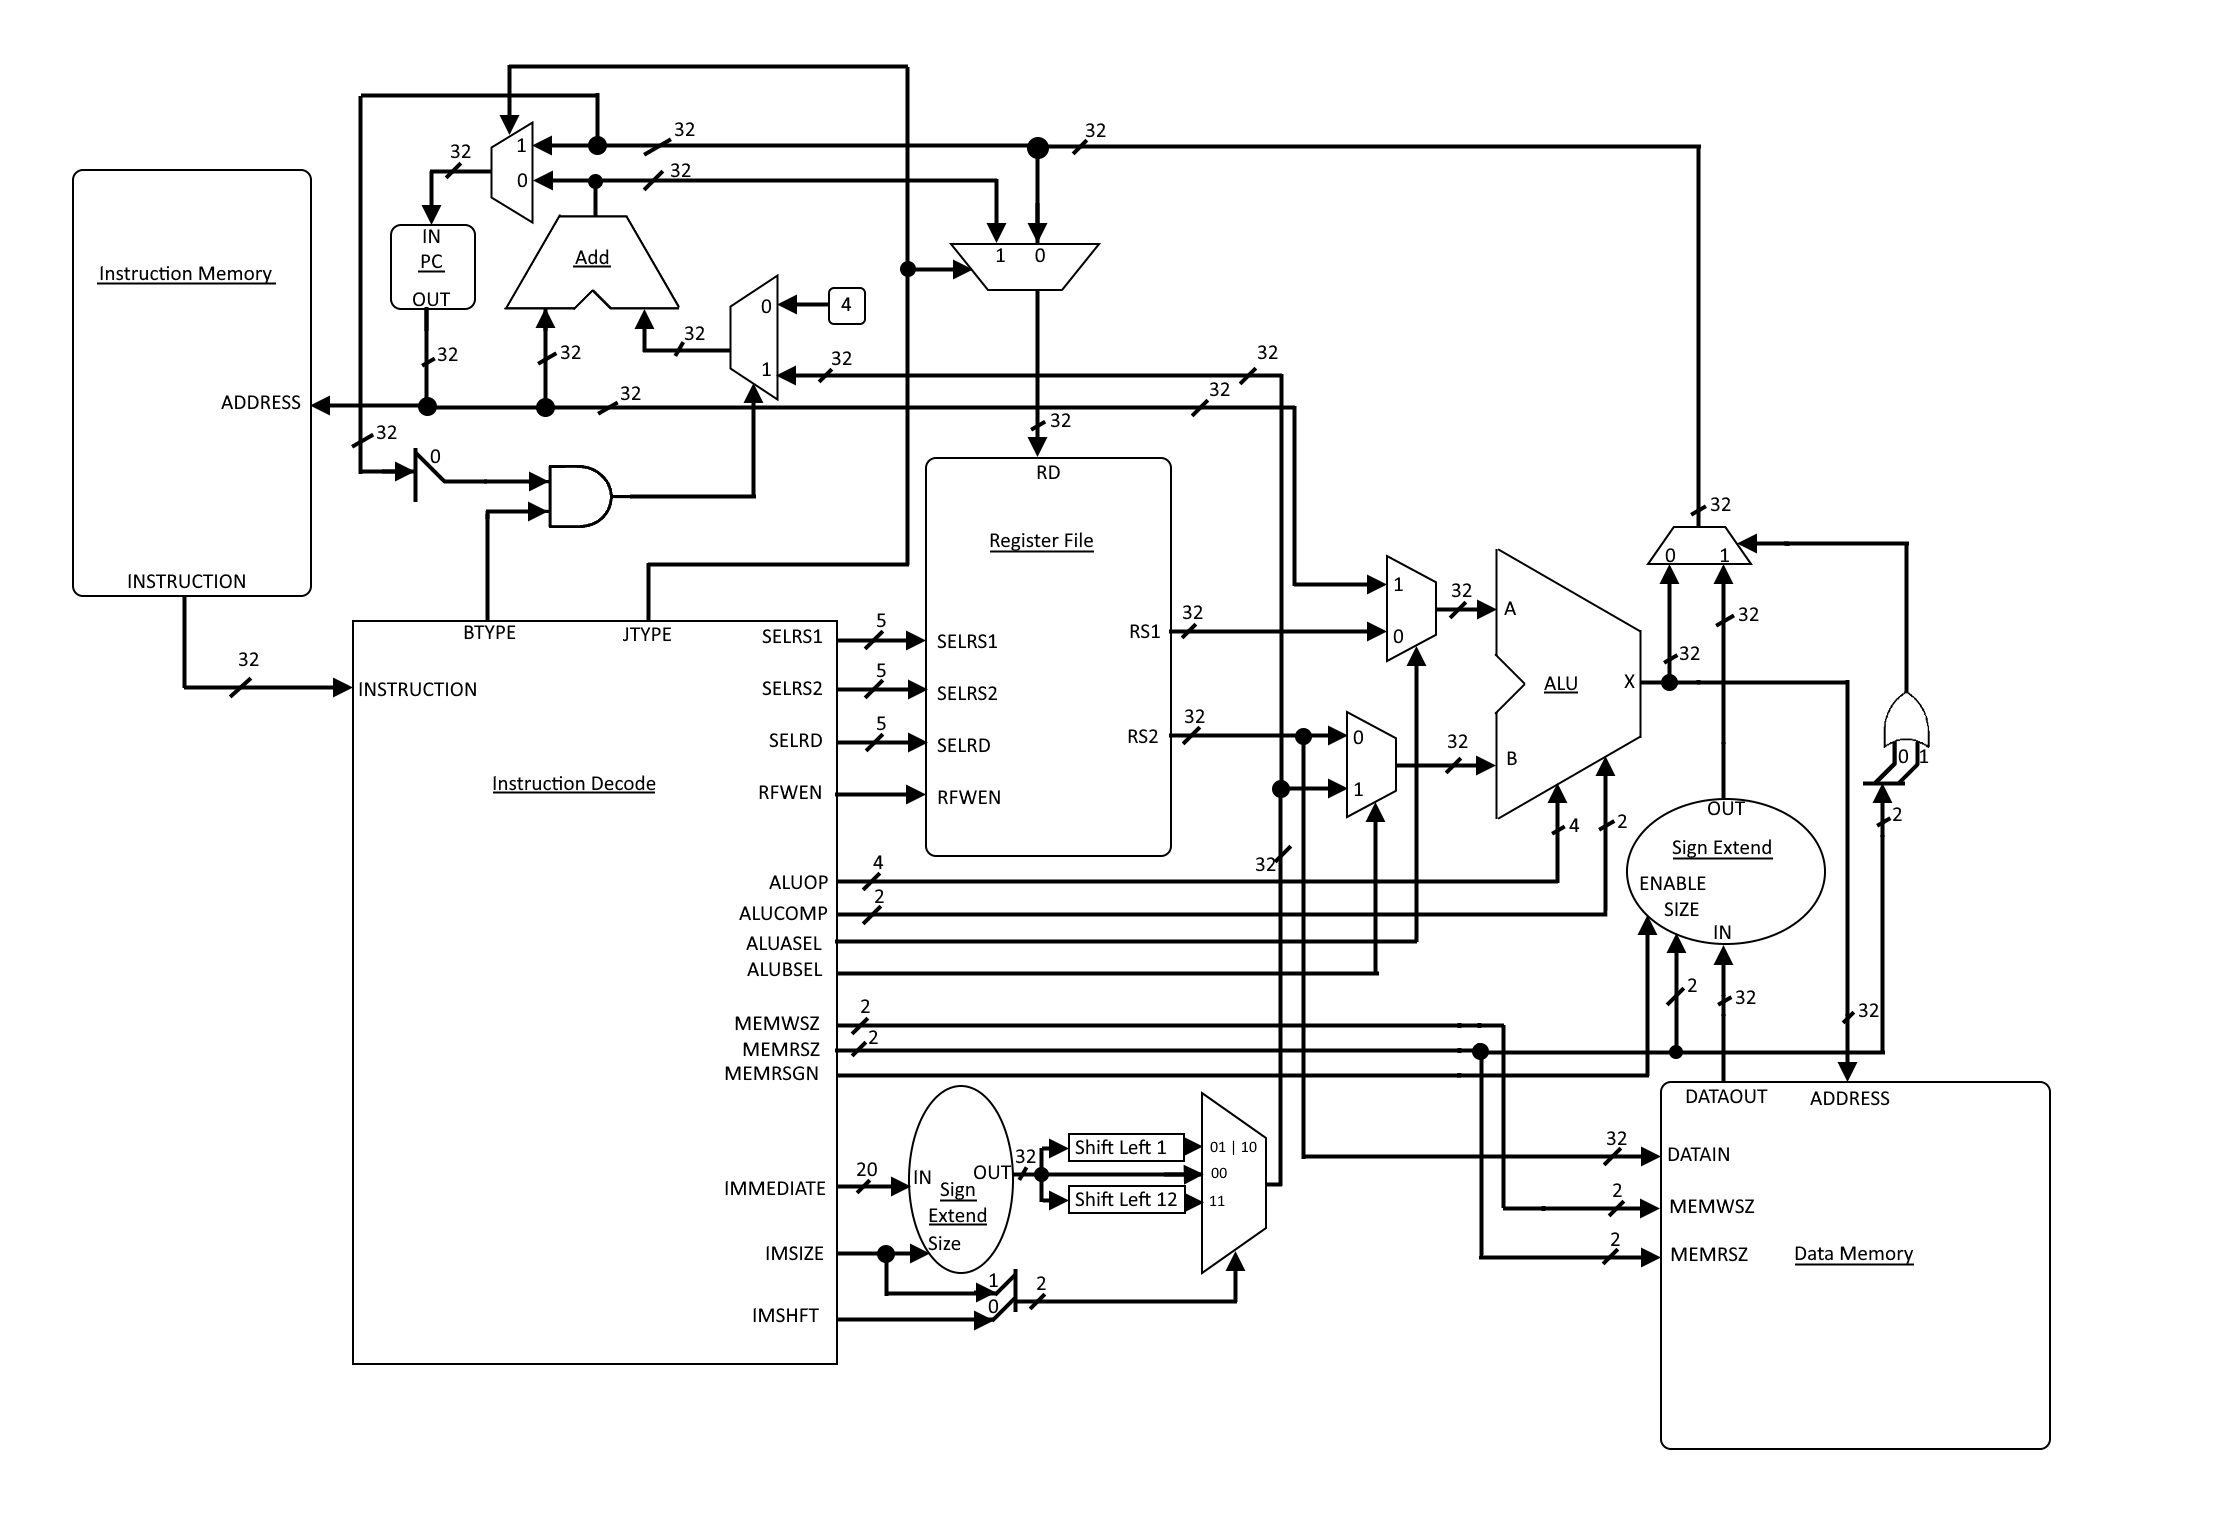 32
32
1
32
32
0
32
IN
PC
OUT
Add
1 0
Instruction Memory
0
4
32
32
32
32
1
32
32
32
ADDRESS
32
32
32
0
RD
Register File
32
0 1
INSTRUCTION
1
32
A
32
BTYPE
JTYPE
SELRS1
5
SELRS1
RS1
32
0
32
32
INSTRUCTION
SELRS2
5
SELRS2
ALU
X
SELRD
5
SELRD
RS2
32
0
32
B
0 1
Instruction Decode
RFWEN
RFWEN
1
OUT
4
2
2
Sign Extend
32
ALUOP
4
ENABLE
SIZE
ALUCOMP
2
IN
ALUASEL
ALUBSEL
2
32
32
MEMWSZ
2
MEMRSZ
2
MEMRSGN
DATAOUT
ADDRESS
Shift Left 1
01 | 10
32
DATAIN
IMMEDIATE
20
IN
OUT
32
00
Sign
Extend
Size
Shift Left 12
11
2
MEMWSZ
IMSIZE
2
MEMRSZ
Data Memory
1
2
0
IMSHFT